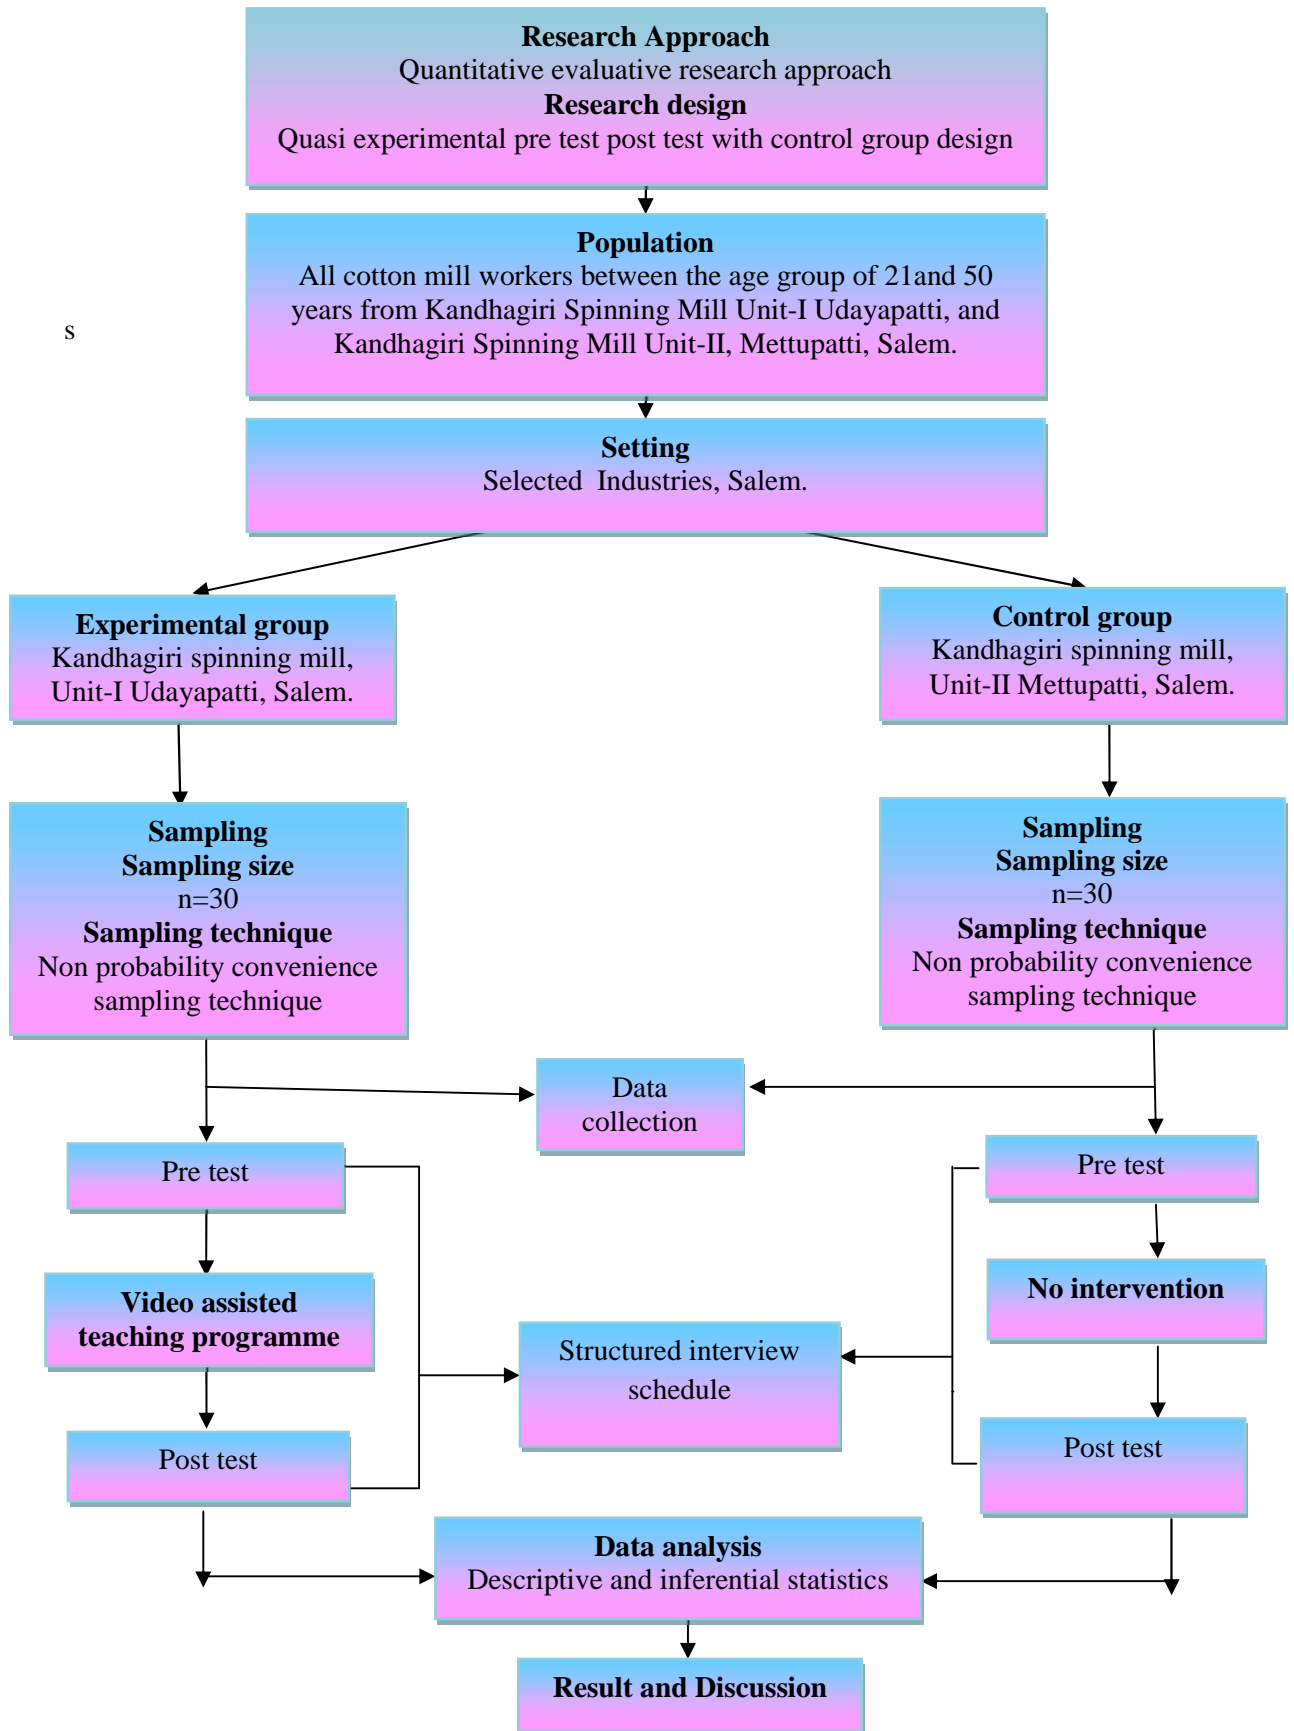 Research Approach
Quantitative evaluative research approach
Research design
Quasi experimental pre test post test with control group design
Population
All cotton mill workers between the age group of 21and 50
years from Kandhagiri Spinning Mill Unit-I Udayapatti, and
Kandhagiri Spinning Mill Unit-II, Mettupatti, Salem.
s
Setting
Selected Industries, Salem.
Experimental group
Kandhagiri spinning mill,
Unit-I Udayapatti, Salem.
Control group
Kandhagiri spinning mill,
Unit-II Mettupatti, Salem.
Sampling
Sampling size
n=30
Sampling technique
Non probability convenience
sampling technique
Sampling
Sampling size
n=30
Sampling technique
Non probability convenience
sampling technique
Data
collection
Pre test
Pre test
Video assisted
teaching programme
No intervention
Structured interview
schedule
Post test
Post test
Data analysis
Descriptive and inferential statistics
Result and Discussion